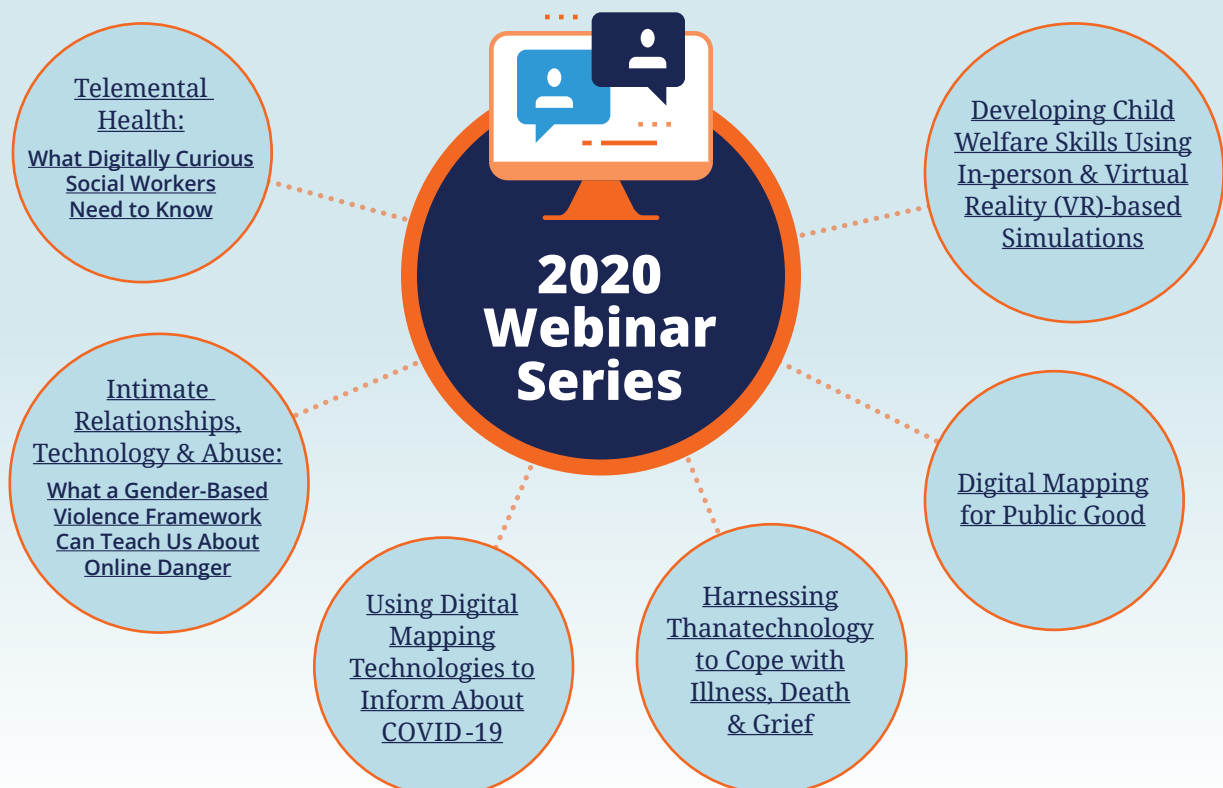 2020
Webinar
Series
Telemental
Health:
What Digitally Curious
Social Workers
Need to Know
Developing Child
Welfare Skills Using
In-person & Virtual
Reality (VR)-based
Simulations
Intimate
Relationships,
Technology & Abuse:
What a Gender-Based
Violence Framework
Can Teach Us About
Online Danger
Digital Mapping
for Public Good
Using Digital
Mapping
Technologies to
Inform About
COVID-19
Harnessing
Thanatechnology
to Cope with
Illness, Death
& Grief